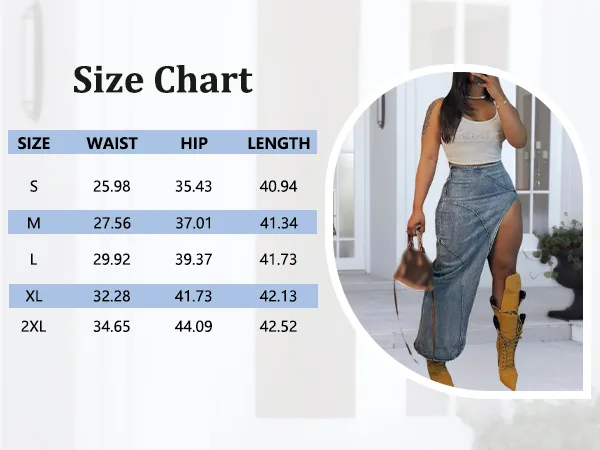 Size Chart
SIZE WAIST HIP LENGTH
S 25.98 35.43 40.94
M 27.56 37.01 41.34
L 29.92 39.37 41.73
XL 32.28 41.73 42.13
2XL 34.65 44.09 42.52